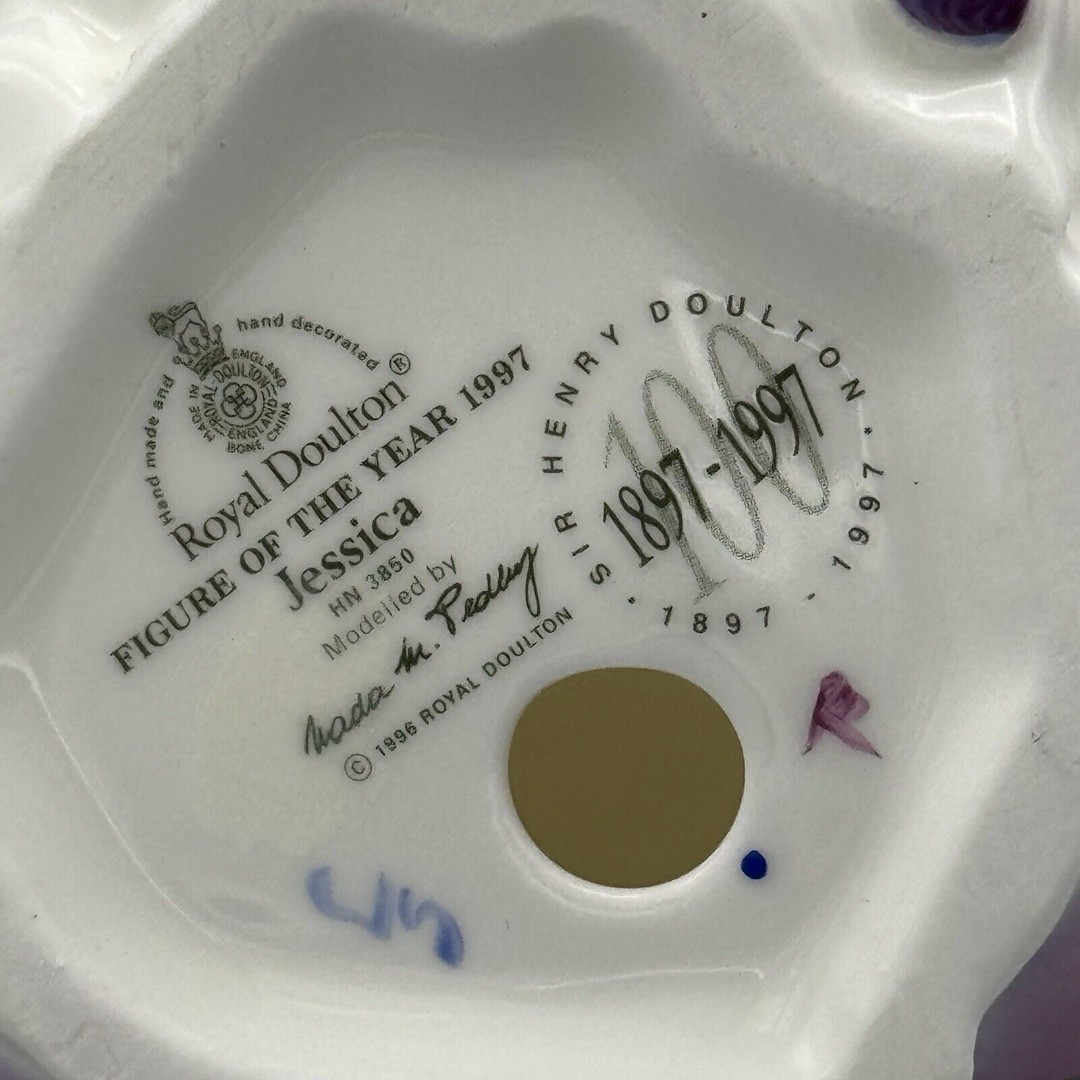 Hand made and hand decorated
MADE IN ENGLAND
ROYAL-DOULTON
ENGLAND
BONE CHINA
Royal Doulton ®
FIGURE OF THE YEAR 1997
Jessica
HN 3850
Modelled by
Nada M. Pedley
© 1996 ROYAL DOULTON
SIR HENRY DOULTON
100
1897-1997
· 1897 - 1997 ·
R